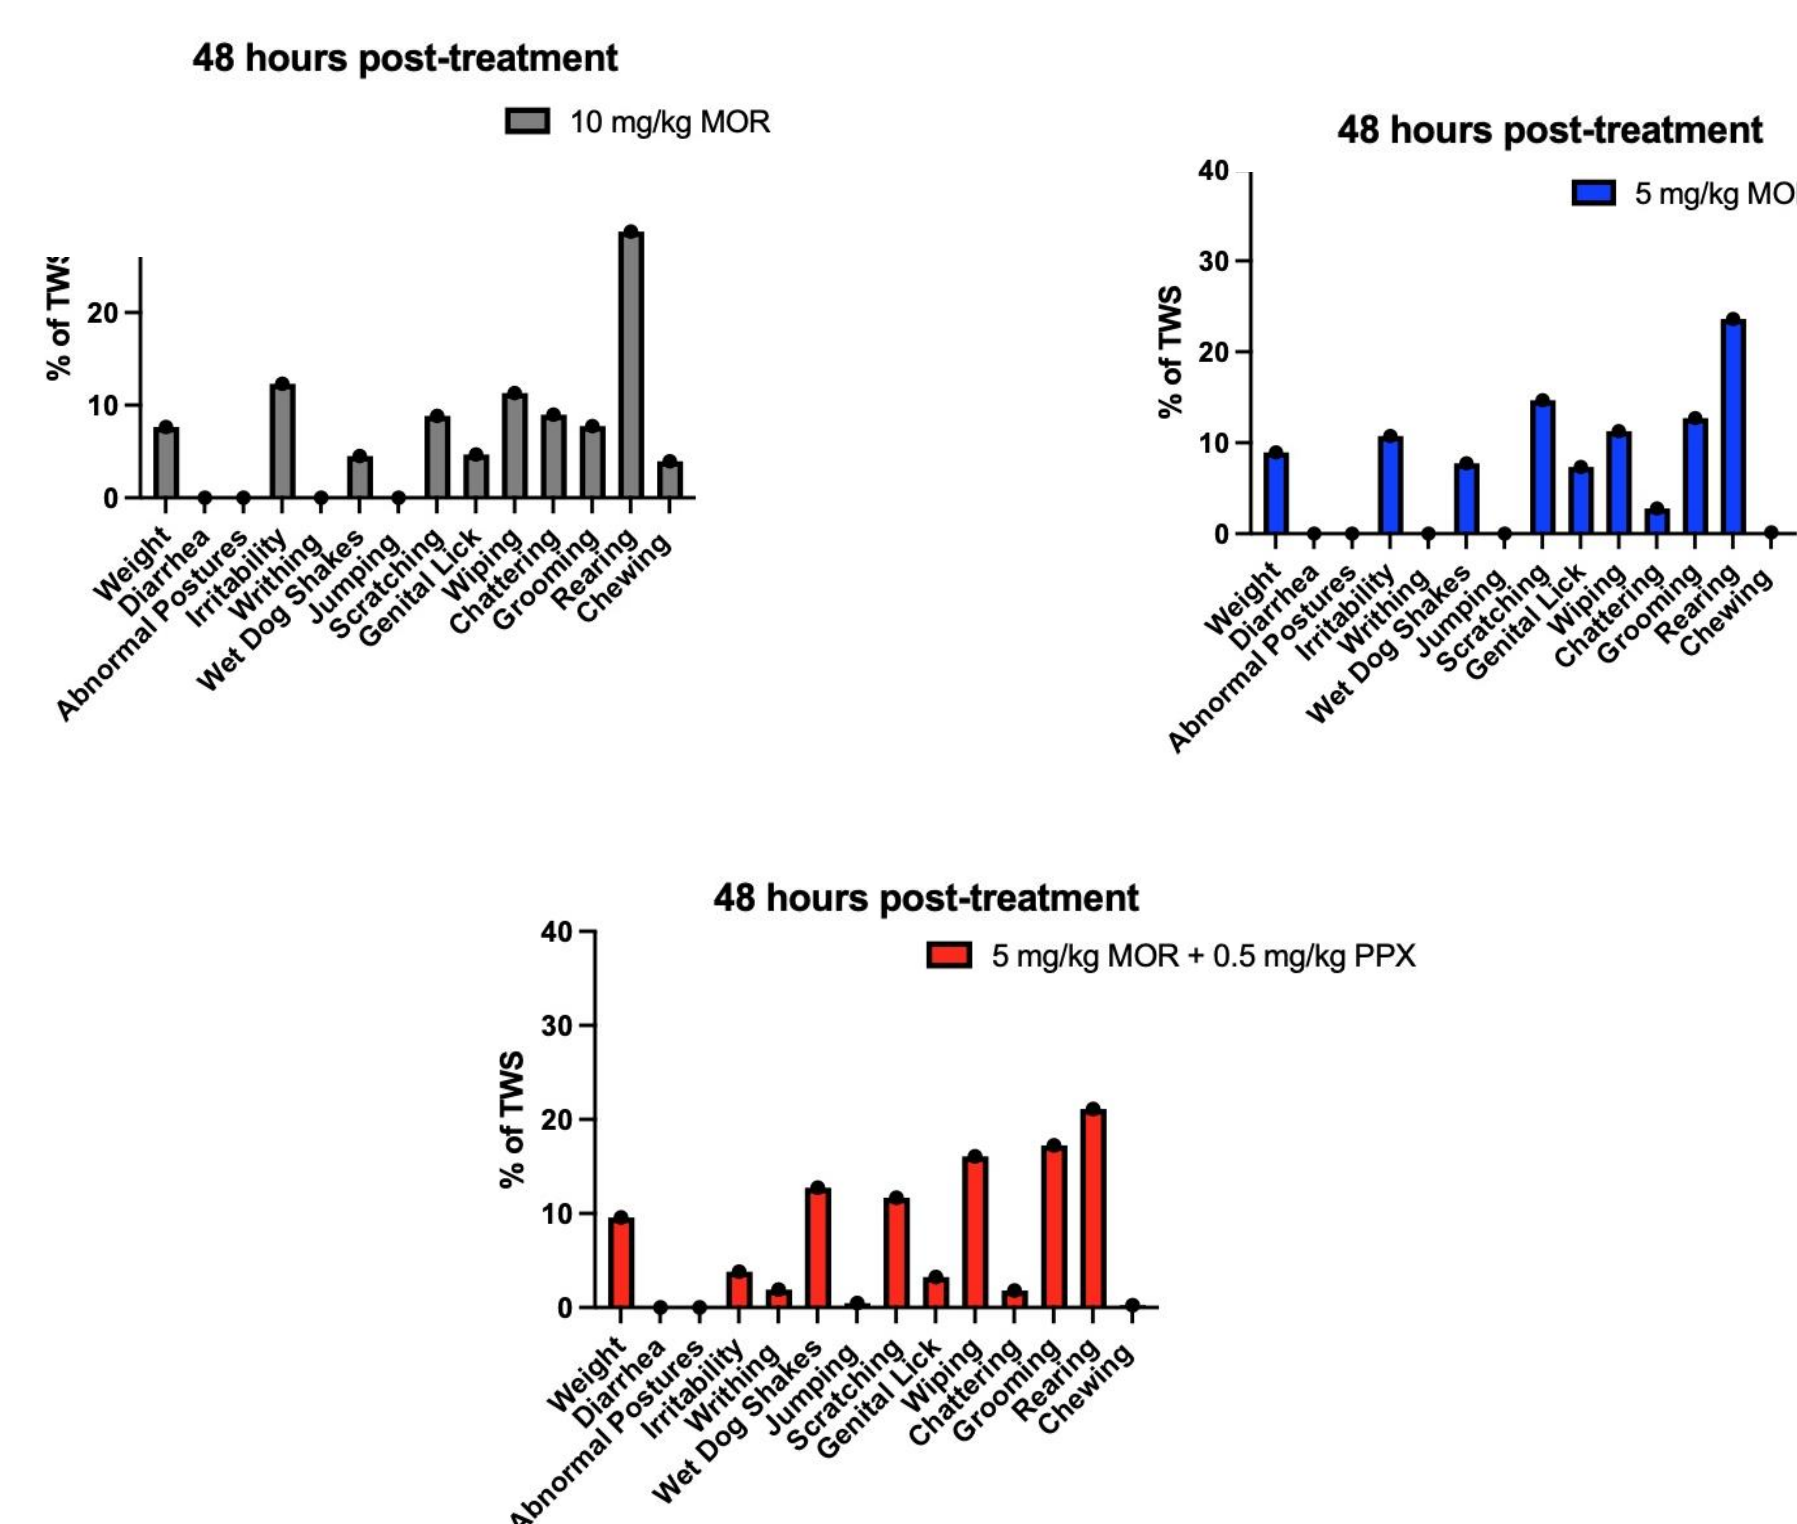 48 hours post-treatment
10 mg/kg MOR
% of TWS
20
10
0
Weight
Diarrhea
Abnormal Postures
Irritability
Writhing
Wet Dog Shakes
Jumping
Scratching
Genital Lick
Wiping
Chattering
Grooming
Rearing
Chewing
48 hours post-treatment
5 mg/kg
% of TWS
40
30
20
10
0
Weight
Diarrhea
Abnormal Postures
Irritability
Writhing
Wet Dog Shakes
Jumping
Scratching
Genital Lick
Wiping
Chattering
Grooming
Rearing
Chewing
48 hours post-treatment
5 mg/kg MOR + 0.5 mg/kg PPX
% of TWS
40
30
20
10
0
Weight
Diarrhea
Abnormal Postures
Irritability
Writhing
Wet Dog Shakes
Jumping
Scratching
Genital Lick
Wiping
Chattering
Grooming
Rearing
Chewing